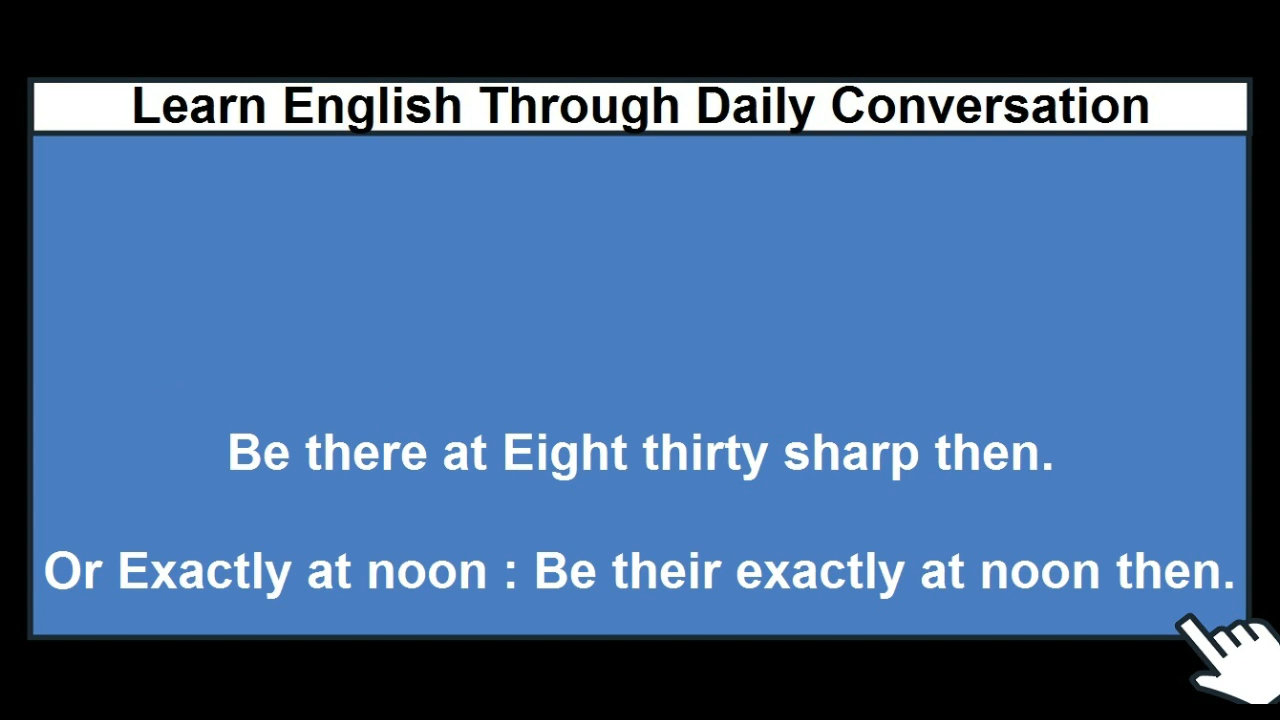 Learn English Through Daily Conversation
Be there at Eight thirty sharp then.
Or Exactly at noon : Be their exactly at noon then.